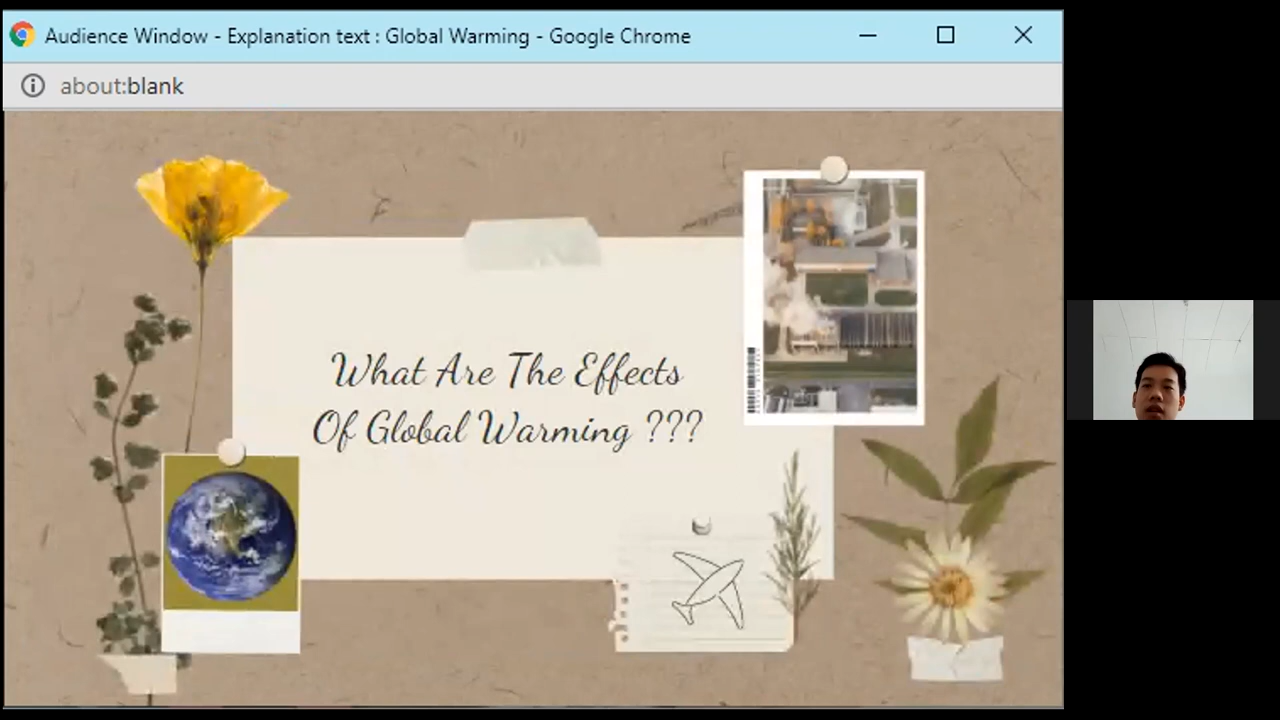 Audience Window - Explanation text : Global Warming - Google Chrome
about:blank
What Are The Effects
Of Global Warming ???